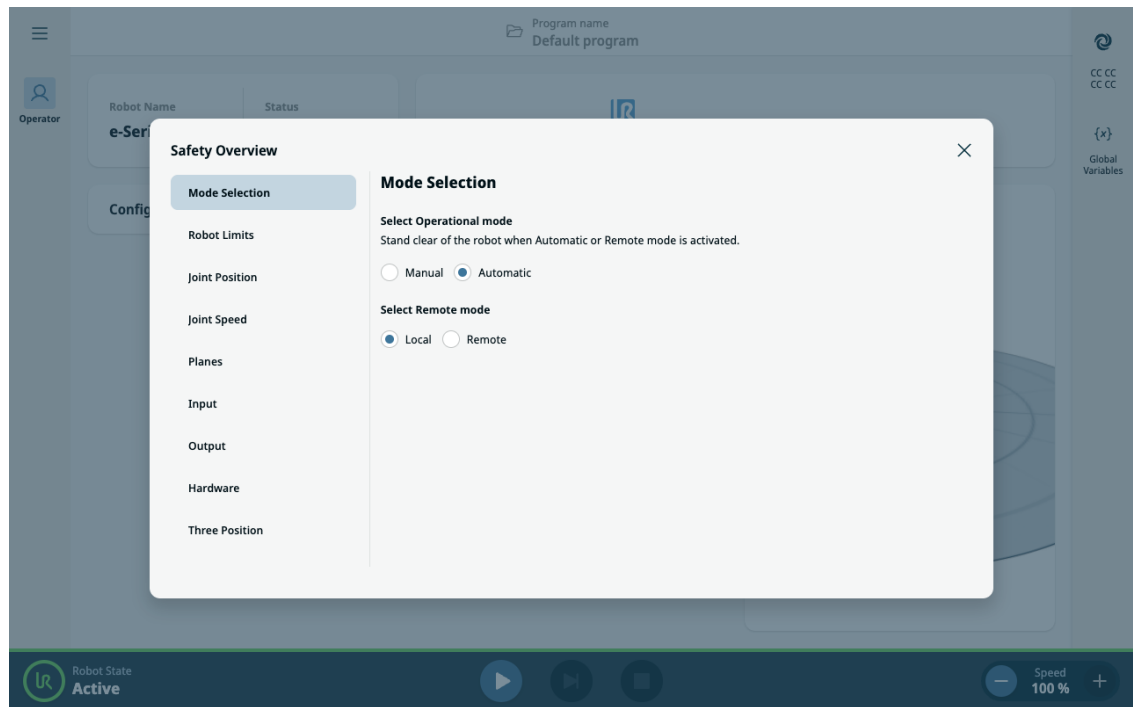 Program name
Default program
Operator
Robot Name
Status
e-Seri
Config
CC CC
CC CC
{x}
Global
Variables
Safety Overview
Mode Selection
Robot Limits
Joint Position
Joint Speed
Planes
Input
Output
Hardware
Three Position
Mode Selection
Select Operational mode
Stand clear of the robot when Automatic or Remote mode is activated.
Manual Automatic
Select Remote mode
Local Remote
Robot State
Active
Speed
100 %